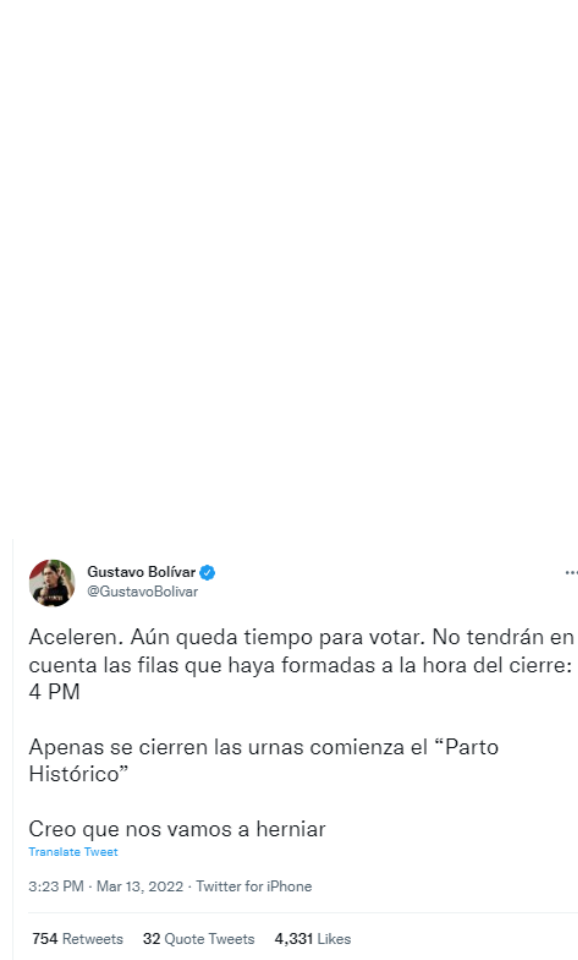 Gustavo Bolívar
@GustavoBolivar
Aceleren. Aún queda tiempo para votar. No tendrán en
cuenta las filas que haya formadas a la hora del cierre:
4 PM
Apenas se cierren las urnas comienza el “Parto
Histórico”
Creo que nos vamos a herniar
Translate Tweet
3:23 PM · Mar 13, 2022 · Twitter for iPhone
754 Retweets 32 Quote Tweets 4,331 Likes